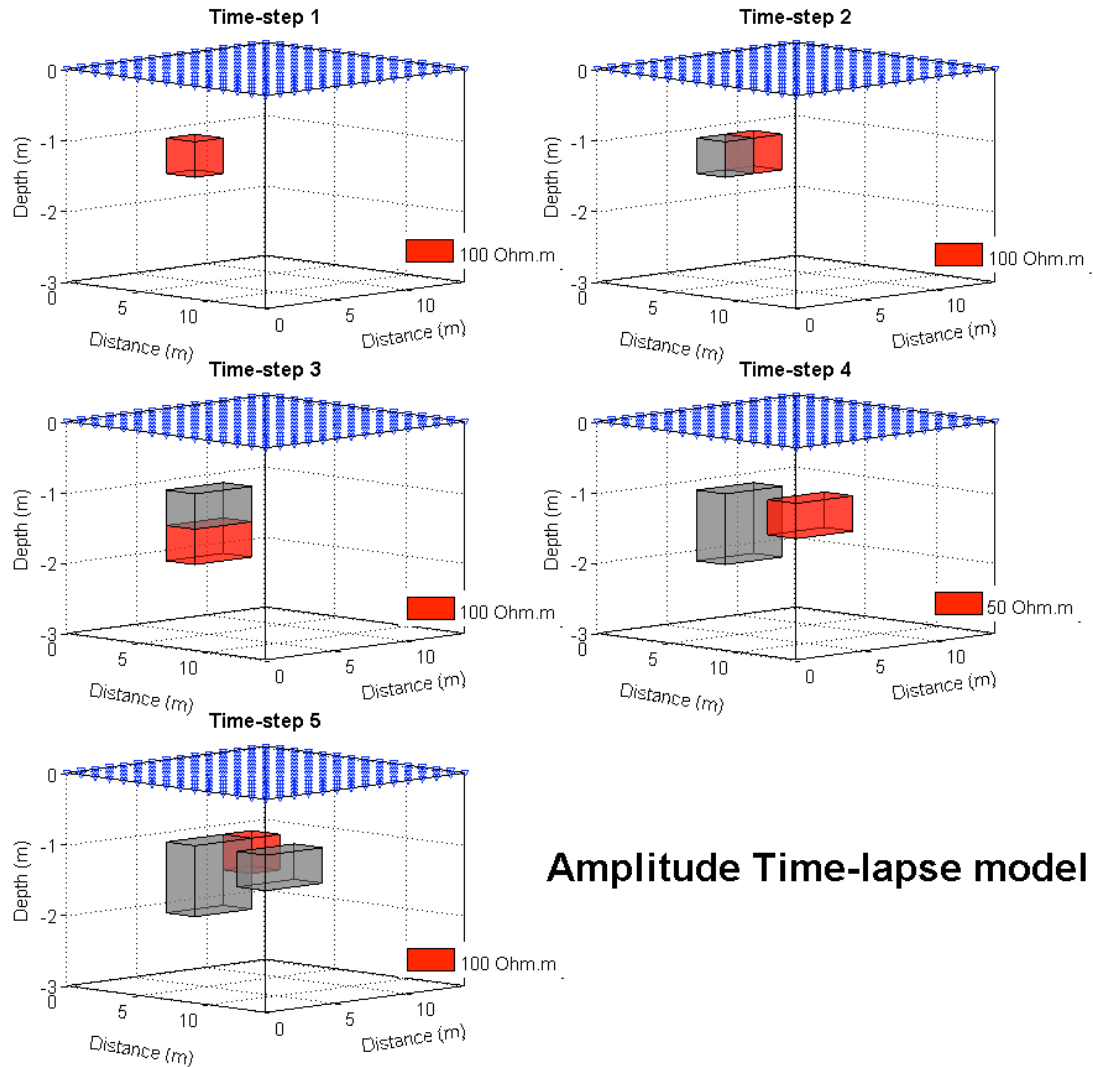 Time-step 1
0
-1
-2
-3
Depth (m)
0
5
10
Distance (m)
0
5
10
Distance (m)
100 Ohm.m
Time-step 2
0
-1
-2
-3
Depth (m)
0
5
10
Distance (m)
0
5
10
Distance (m)
100 Ohm.m
Time-step 3
0
-1
-2
-3
Depth (m)
0
5
10
Distance (m)
0
5
10
Distance (m)
100 Ohm.m
Time-step 4
0
-1
-2
-3
Depth (m)
0
5
10
Distance (m)
0
5
10
Distance (m)
50 Ohm.m
Time-step 5
0
-1
-2
-3
Depth (m)
0
5
10
Distance (m)
0
5
10
Distance (m)
100 Ohm.m
Amplitude Time-lapse model